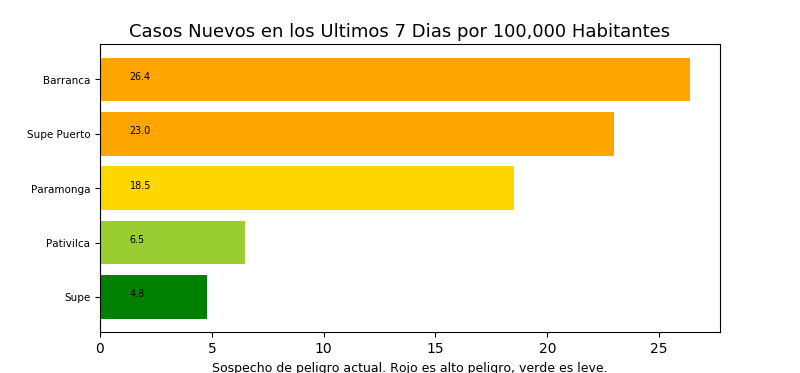 Casos Nuevos en los Ultimos 7 Dias por 100,000 Habitantes
Barranca 26.4
Supe Puerto 23.0
Paramonga 18.5
Pativilca 6.5
Supe 4.8
0 5 10 15 20 25
Sospecho de peligro actual. Rojo es alto peligro, verde es leve.